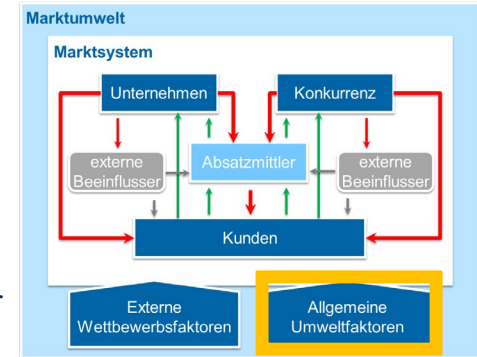 Marktumwelt
Marktsystem
Unternehmen
Konkurrenz
externe
Beeinflusser
Absatzmittler
externe
Beeinflusser
Kunden
Externe
Wettbewerbsfaktoren
Allgemeine
Umweltfaktoren